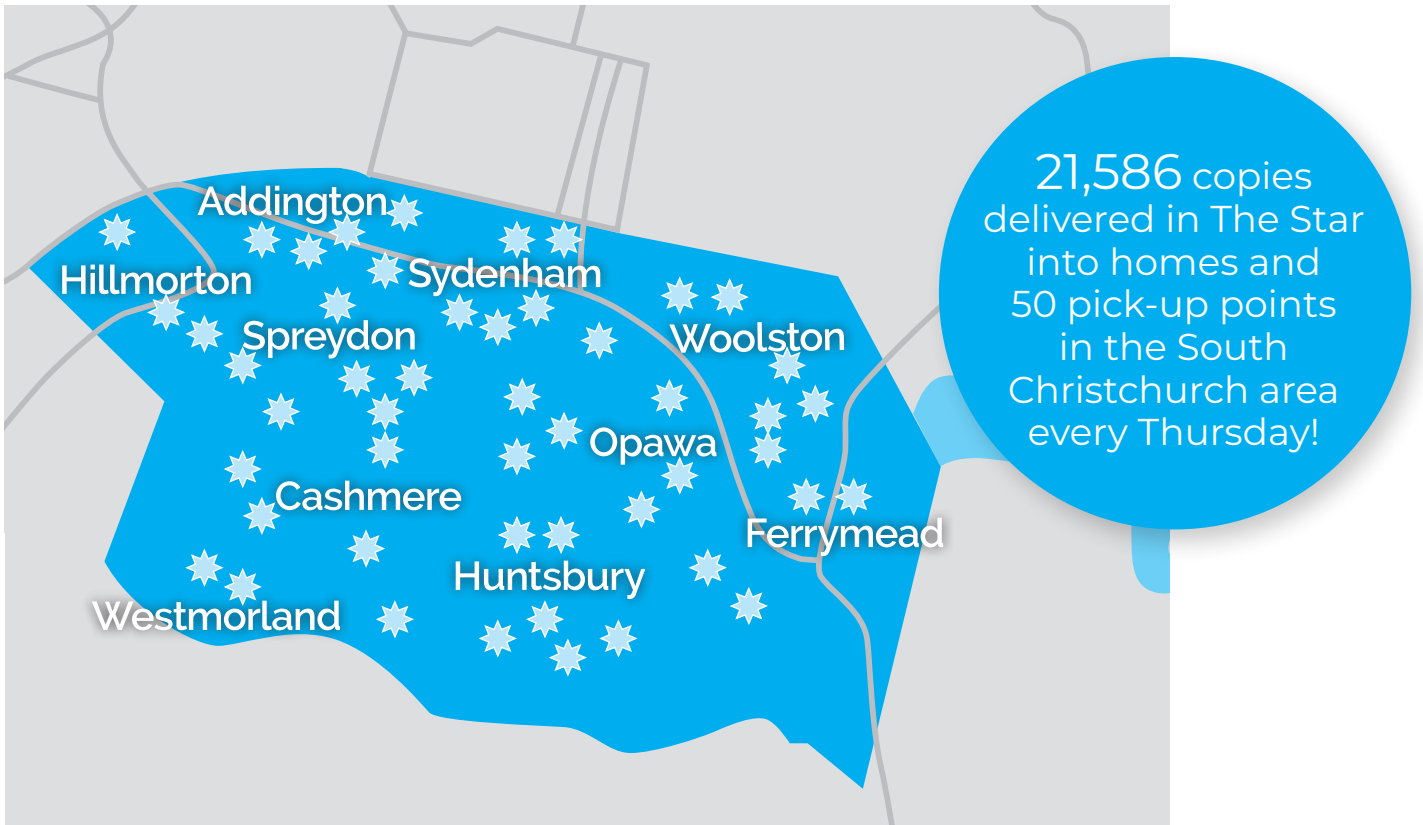 Addington
Hillmorton
Sydenham
Spreydon
Woolston
Opawa
Cashmere
Ferrymead
Huntsbury
Westmorland
21,586 copies
delivered in The Star
into homes and
50 pick-up points
in the South
Christchurch area
every Thursday!